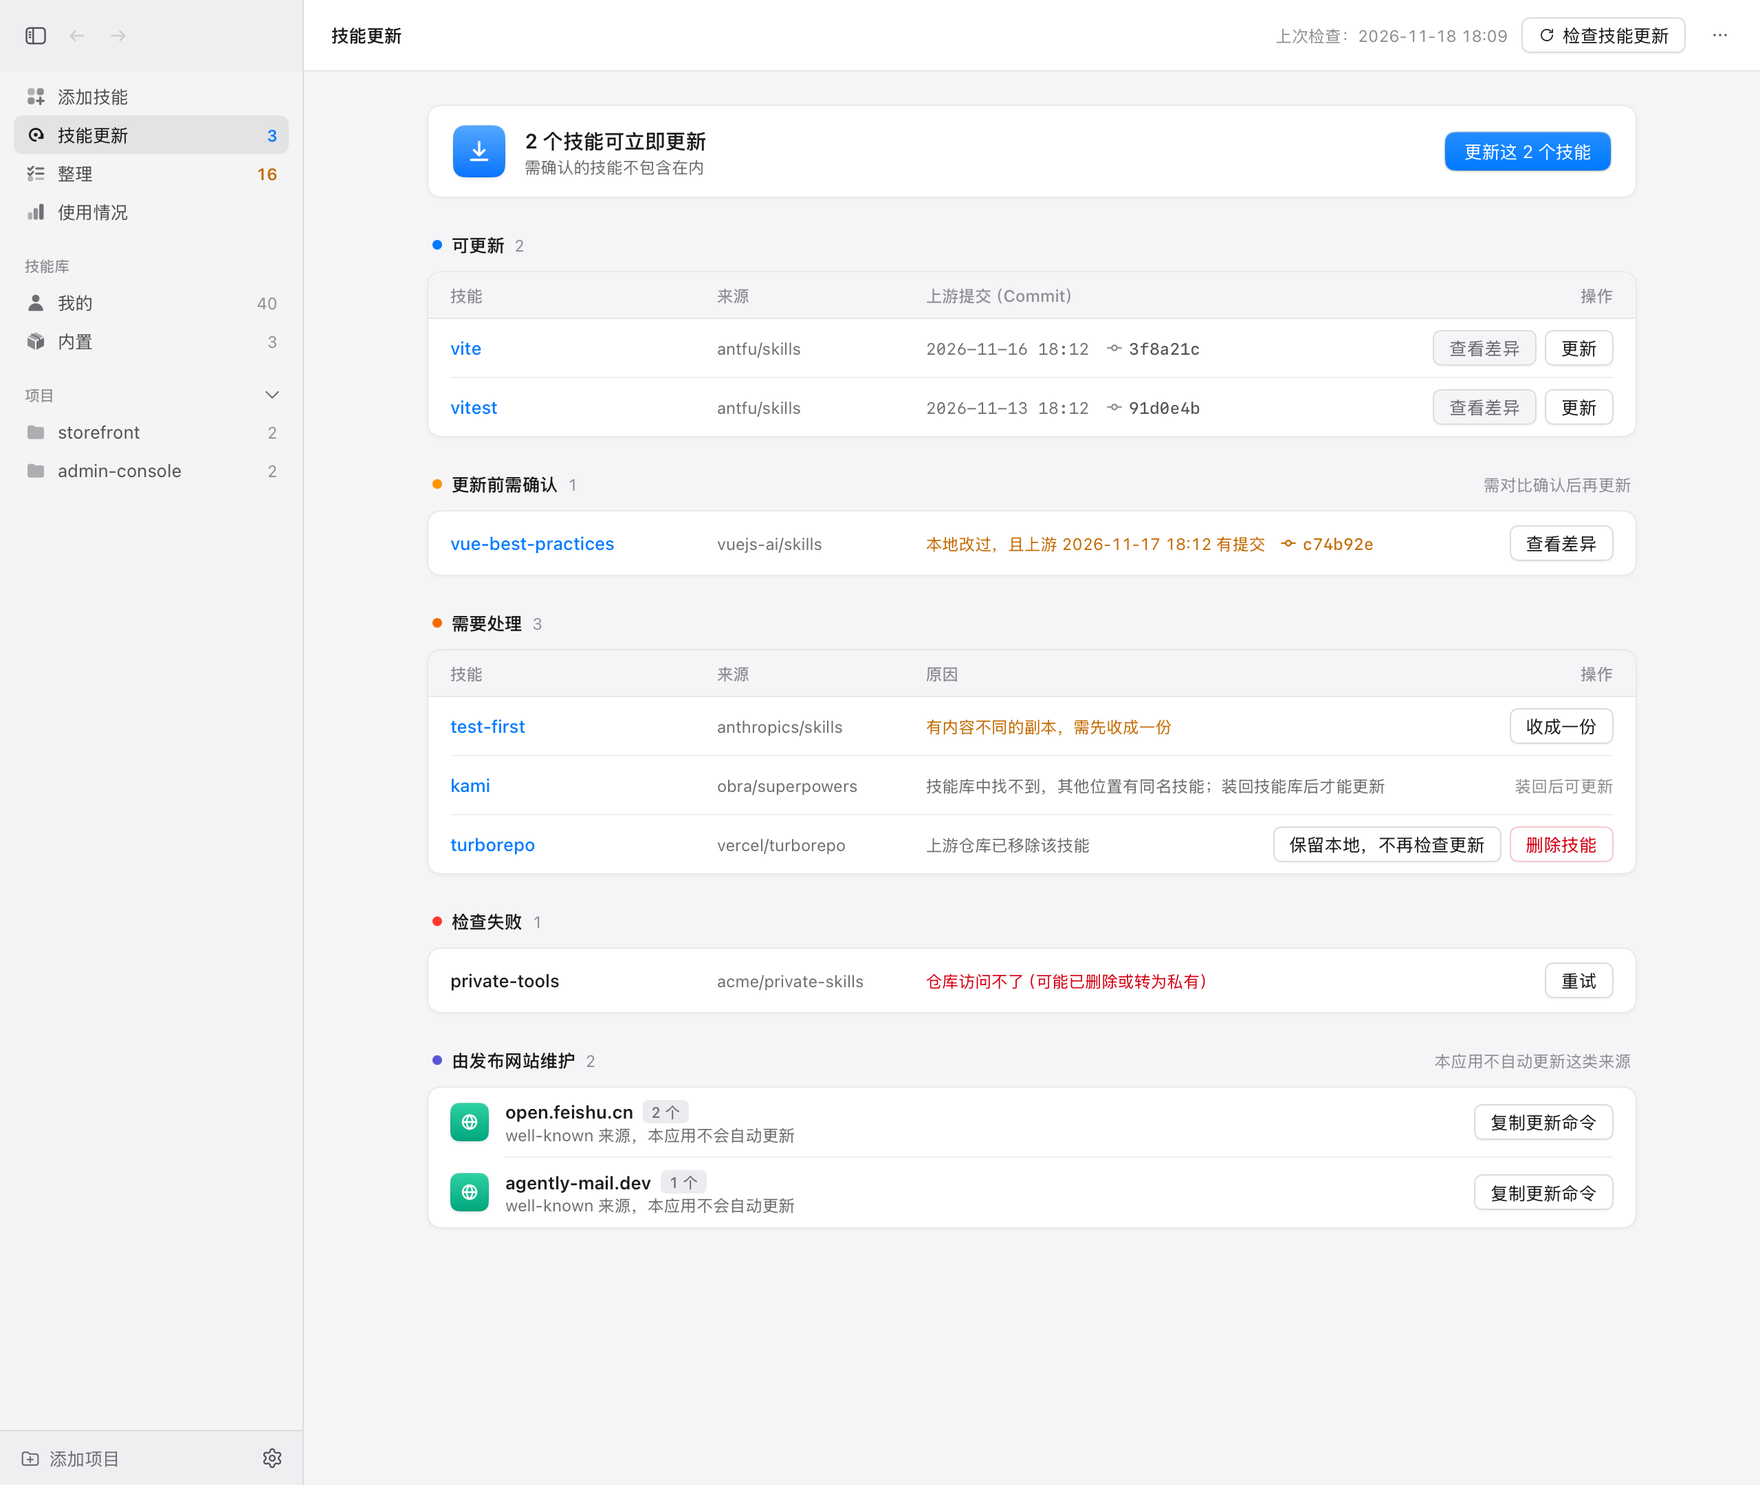 技能更新
上次检查：2026-11-18 18:09
检查技能更新
添加技能
技能更新 3
整理 16
使用情况
技能库
我的 40
内置 3
项目
storefront 2
admin-console 2
添加项目
2 个技能可立即更新
需确认的技能不包含在内
更新这 2 个技能
可更新 2
技能 来源 上游提交 (Commit) 操作
vite antfu/skills 2026-11-16 18:12 3f8a21c 查看差异 更新
vitest antfu/skills 2026-11-13 18:12 91d0e4b 查看差异 更新
更新前需确认 1 需对比确认后再更新
vue-best-practices vuejs-ai/skills 本地改过，且上游 2026-11-17 18:12 有提交 c74b92e 查看差异
需要处理 3
技能 来源 原因 操作
test-first anthropics/skills 有内容不同的副本，需先收成一份 收成一份
kami obra/superpowers 技能库中找不到，其他位置有同名技能；装回技能库后才能更新 装回后可更新
turborepo vercel/turborepo 上游仓库已移除该技能 保留本地，不再检查更新 删除技能
检查失败 1
private-tools acme/private-skills 仓库访问不了 (可能已删除或转为私有) 重试
由发布网站维护 2 本应用不自动更新这类来源
open.feishu.cn 2 个
well-known 来源，本应用不会自动更新
复制更新命令
agently-mail.dev 1 个
well-known 来源，本应用不会自动更新
复制更新命令